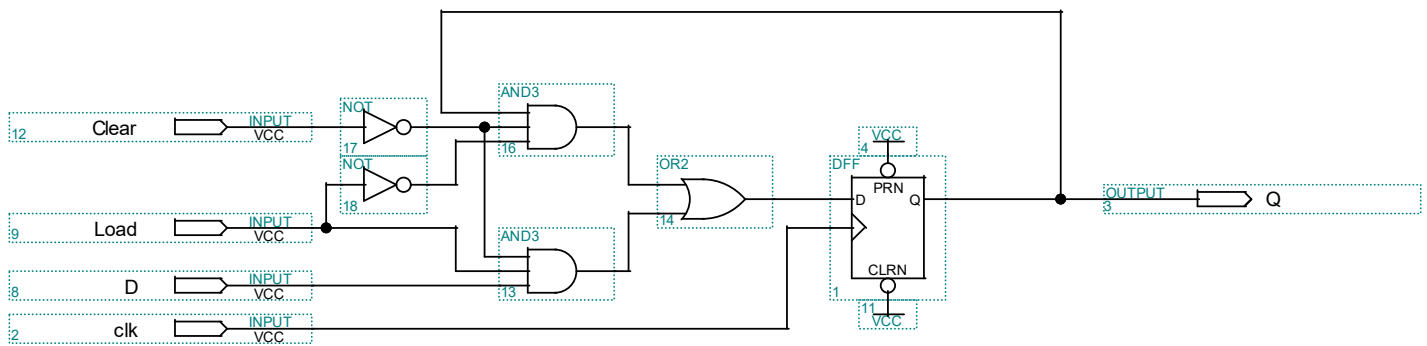 AND3
16
NOT
17
12
Clear
INPUT
VCC
NOT
18
OR2
14
VCC
4
DFF
PRN
D
Q
CLRN
1
OUTPUT
3
Q
9
Load
INPUT
VCC
AND3
13
8
D
INPUT
VCC
11
VCC
2
clk
INPUT
VCC